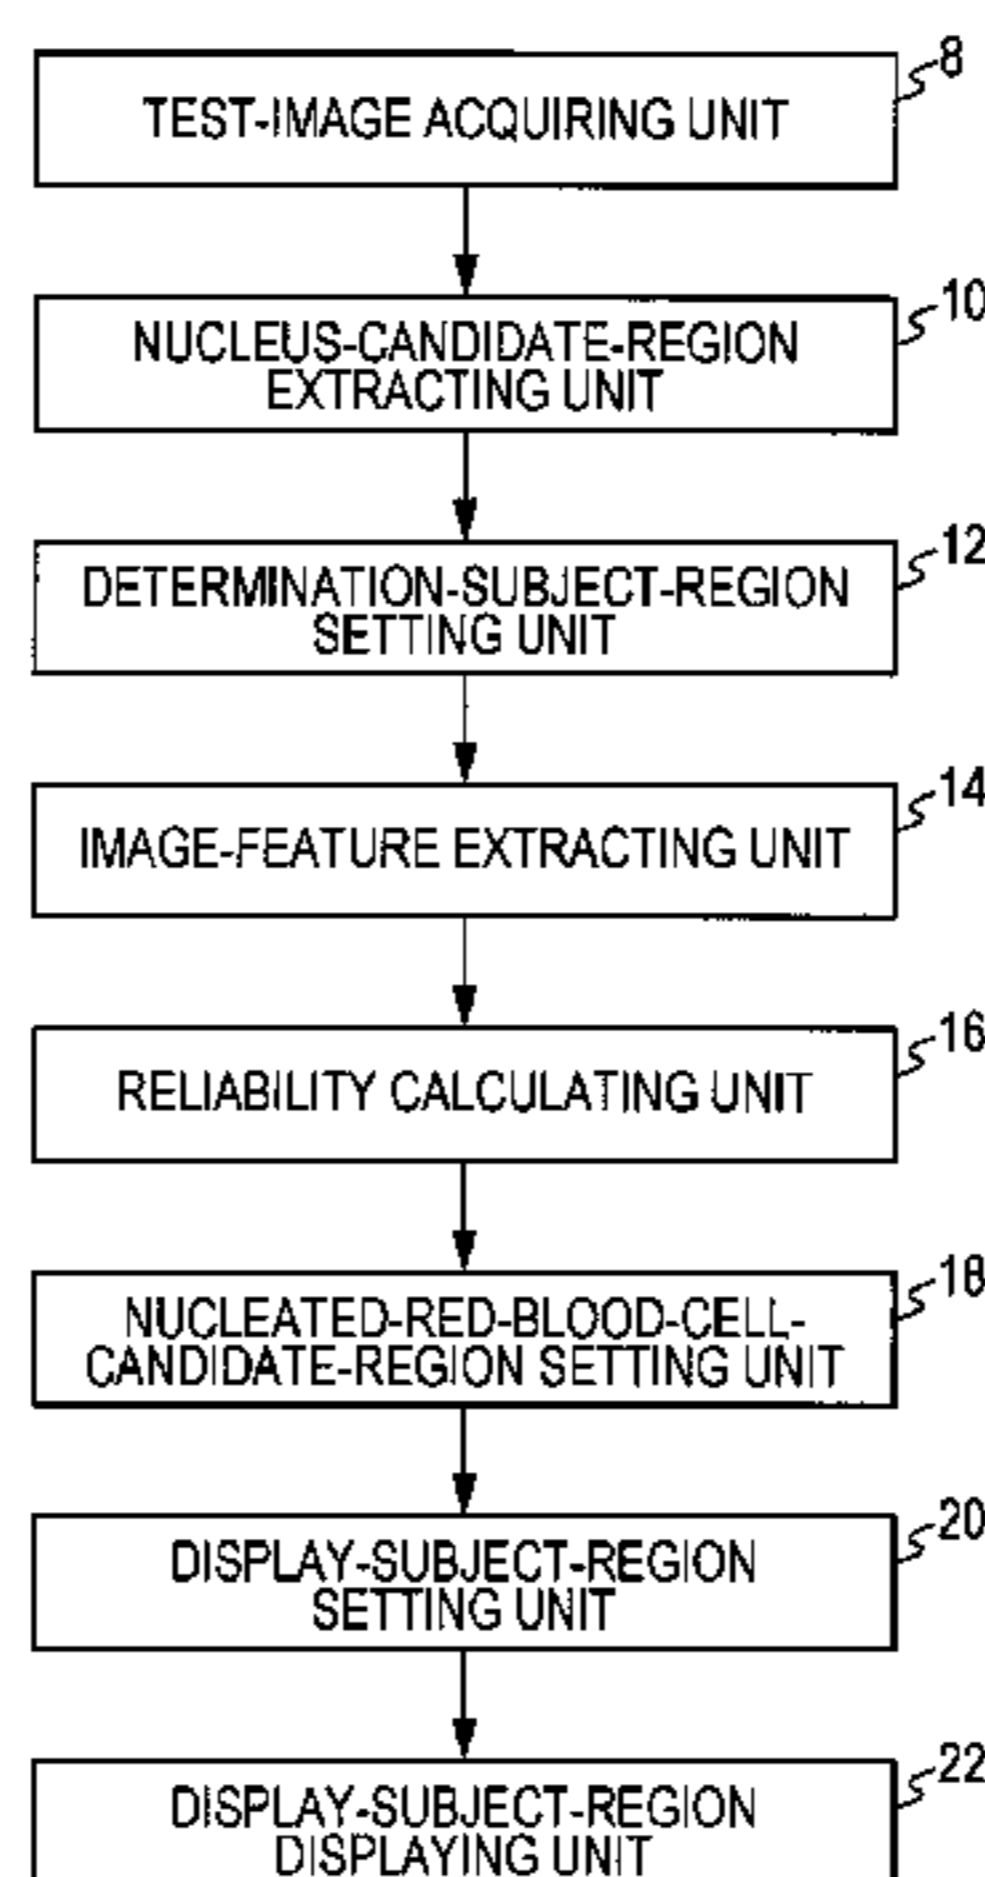 8
TEST-IMAGE ACQUIRING UNIT
10
NUCLEUS-CANDIDATE-REGION
EXTRACTING UNIT
12
DETERMINATION-SUBJECT-REGION
SETTING UNIT
14
IMAGE-FEATURE EXTRACTING UNIT
16
RELIABILITY CALCULATING UNIT
18
NUCLEATED-RED-BLOOD-CELL-
CANDIDATE-REGION SETTING UNIT
20
DISPLAY-SUBJECT-REGION
SETTING UNIT
22
DISPLAY-SUBJECT-REGION
DISPLAYING UNIT